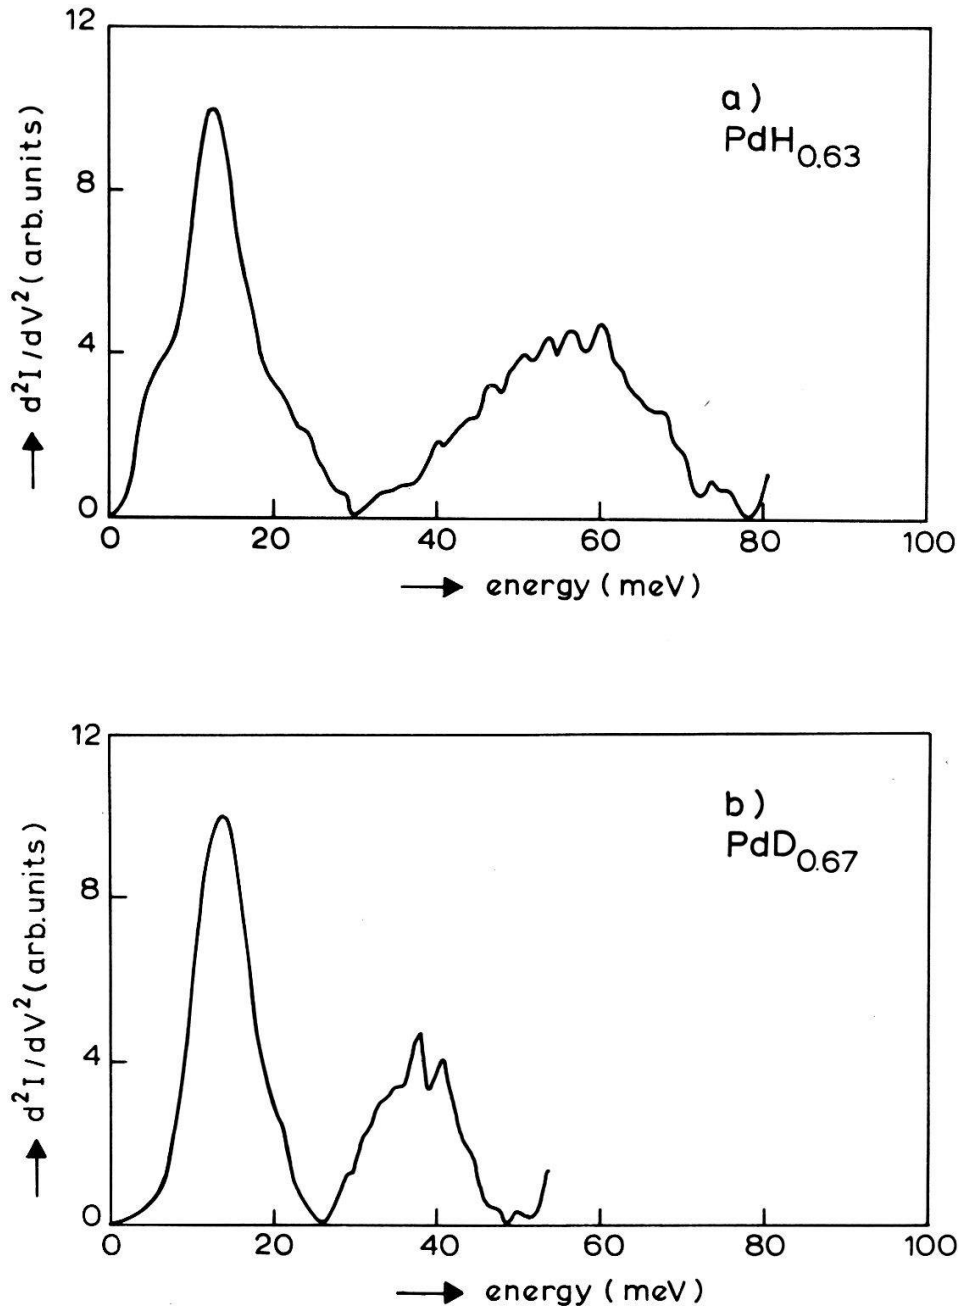 12
8
4
0
d²I/dV² (arb.units)
a)
PdH₀.₆₃
0 20 40 60 80 100
energy (meV)
12
8
4
0
d²I/dV² (arb.units)
b)
PdD₀.₆₇
0 20 40 60 80 100
energy (meV)